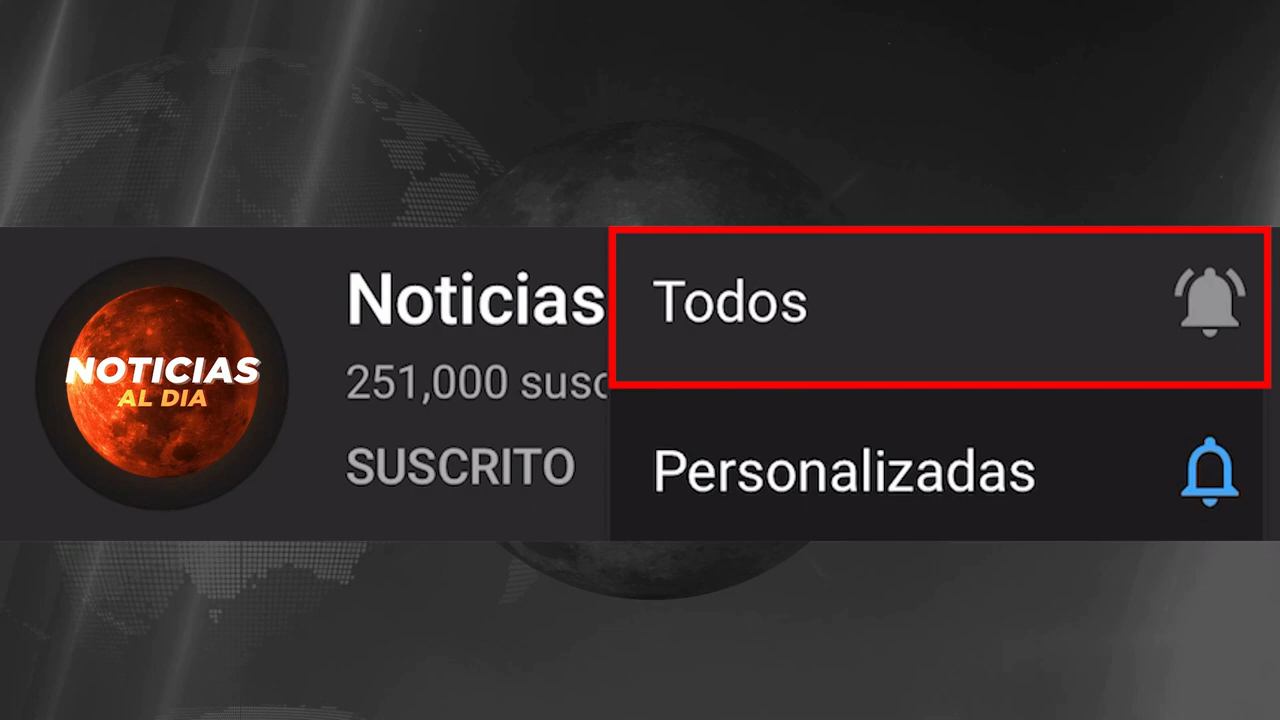 NOTICIAS
AL DIA
Noticias
251,000 susc
SUSCRITO
Todos
Personalizadas